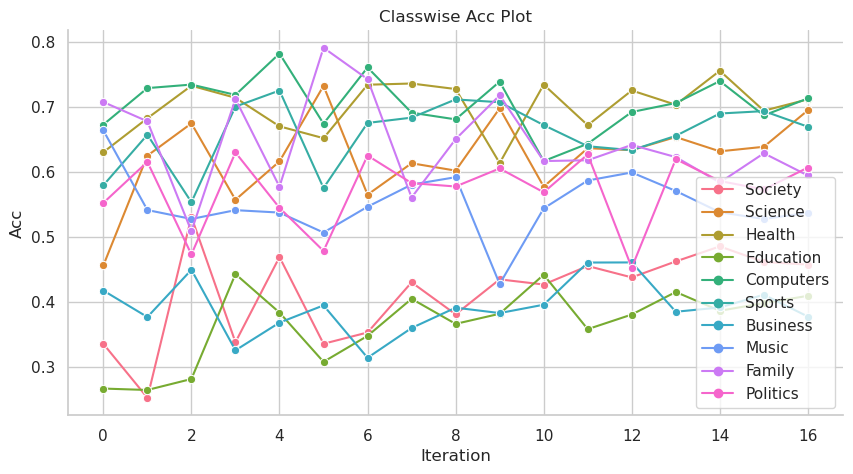 Classwise Acc Plot
0.8
0.7
0.6
0.5
0.4
0.3
Acc
0 2 4 6 8 10 12 14 16
Iteration
Society
Science
Health
Education
Computers
Sports
Business
Music
Family
Politics